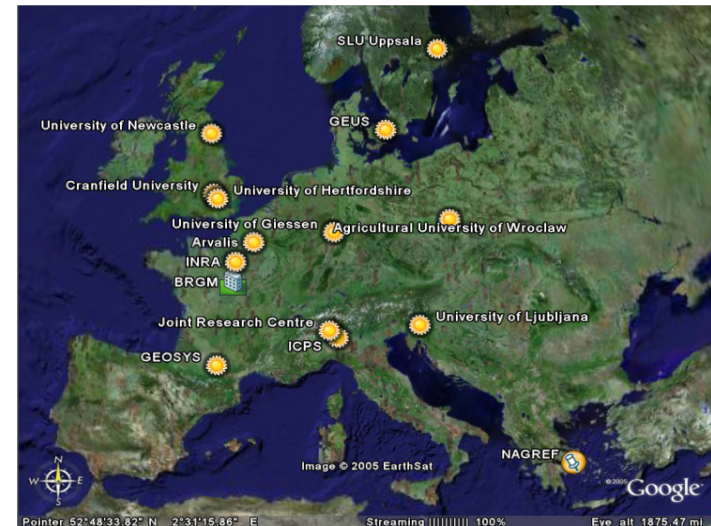 SLU Uppsala
University of Newcastle
GEUS
Cranfield University
University of Hertfordshire
University of Giessen
Agricultural University of Wroclaw
Arvalis
INRA
BRGM
Joint Research Centre
University of Ljubljana
ICPS
GEOSYS
NAGREF
Image © 2005 EarthSat
© 2005 Google
N
W E
S
Pointer 52°48'33.82" N 2°31'15.86" E Streaming |||||||||| 100% Eye alt 1875.47 mi